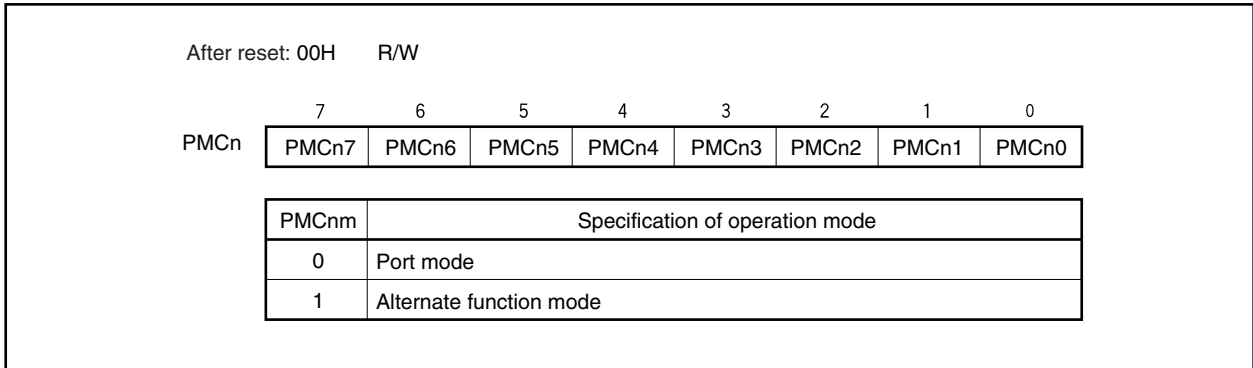 After reset: 00H R/W
7 6 5 4 3 2 1 0
PMCn PMCn7 PMCn6 PMCn5 PMCn4 PMCn3 PMCn2 PMCn1 PMCn0
PMCnm Specification of operation mode
0 Port mode
1 Alternate function mode